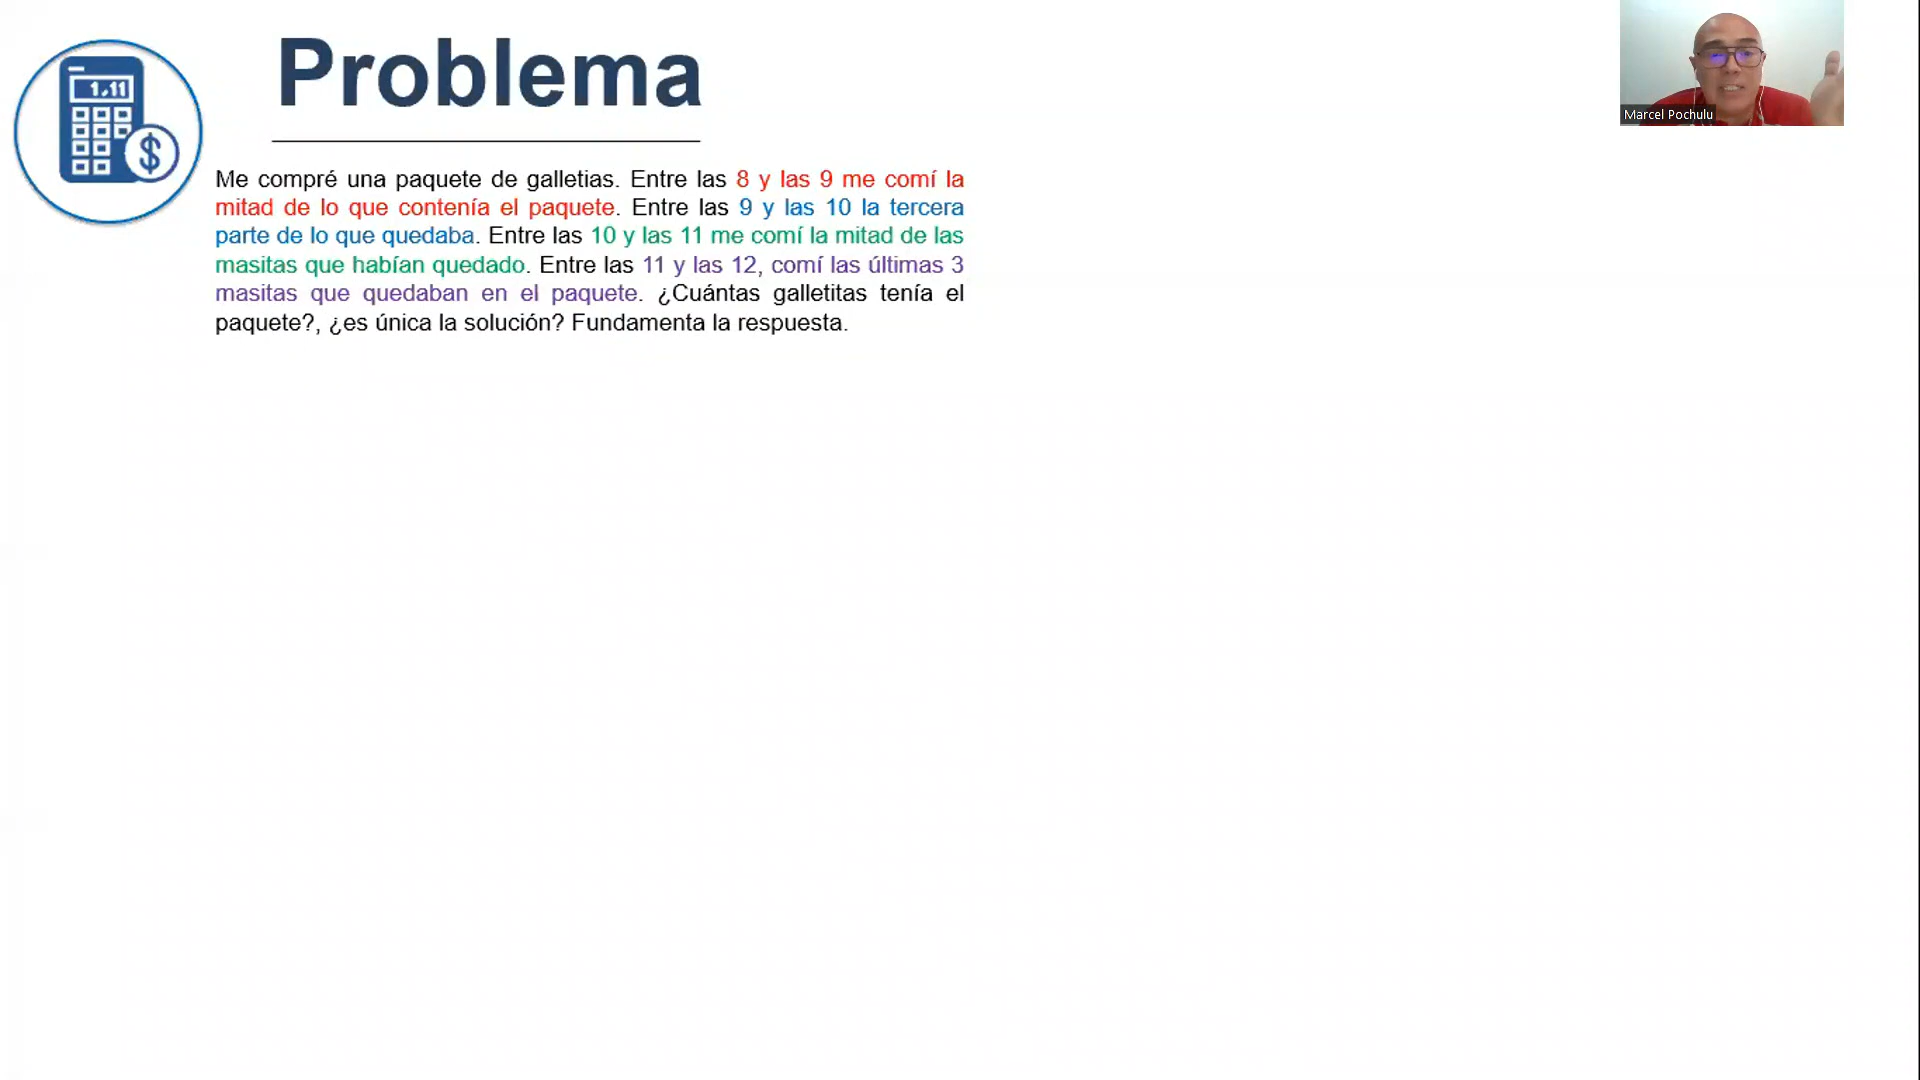 Problema
1.11
$
Marcel Pochulu
Me compré una paquete de galletias. Entre las 8 y las 9 me comí la
mitad de lo que contenía el paquete. Entre las 9 y las 10 la tercera
parte de lo que quedaba. Entre las 10 y las 11 me comí la mitad de las
masitas que habían quedado. Entre las 11 y las 12, comí las últimas 3
masitas que quedaban en el paquete. ¿Cuántas galletitas tenía el
paquete?, ¿es única la solución? Fundamenta la respuesta.